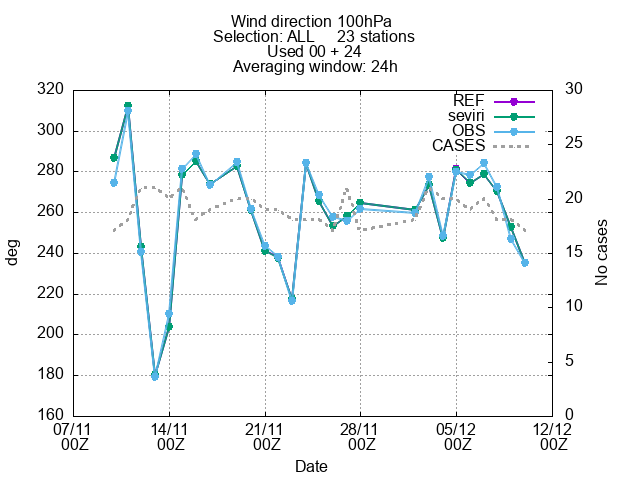 Wind direction 100hPa
Selection: ALL 23 stations
Used 00 + 24
Averaging window: 24h
REF
seviri
OBS
CASES
320
300
280
260
240
220
200
180
160
deg
30
25
20
15
10
5
0
No cases
07/11 14/11 21/11 28/11 05/12 12/12
00Z 00Z 00Z 00Z 00Z 00Z
Date